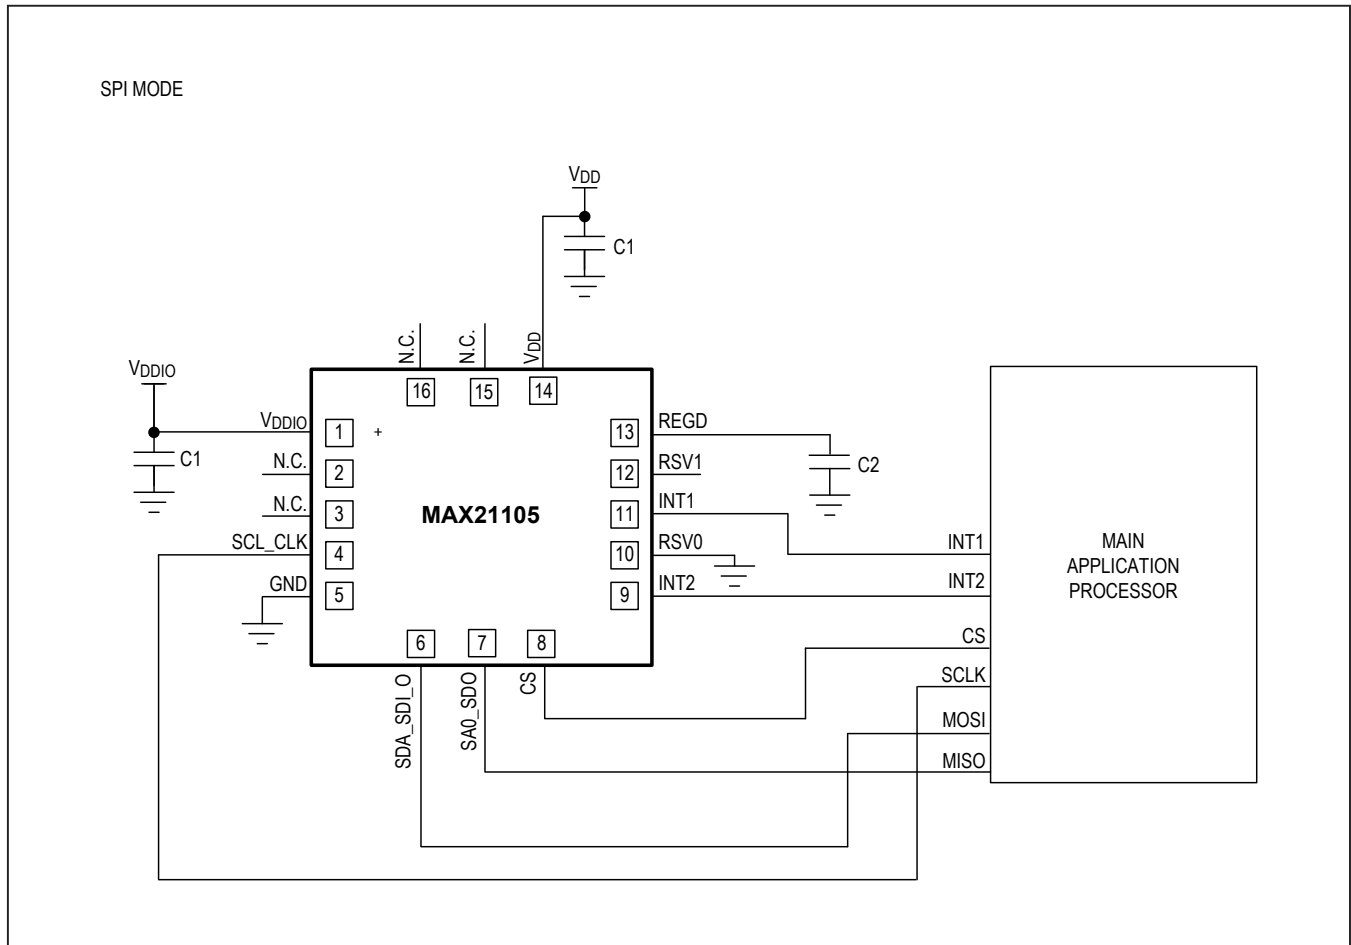 SPI MODE
VDD
C1
N.C.
N.C.
VDD
16
15
14
VDDIO
C1
VDDIO
N.C.
N.C.
SCL_CLK
GND
1
+
2
3
4
5
MAX21105
13
12
11
10
9
REGD
RSV1
INT1
RSV0
INT2
C2
6
7
8
SDA_SDI_O
SA0_SDO
CS
INT1
INT2
CS
SCLK
MOSI
MISO
MAIN
APPLICATION
PROCESSOR